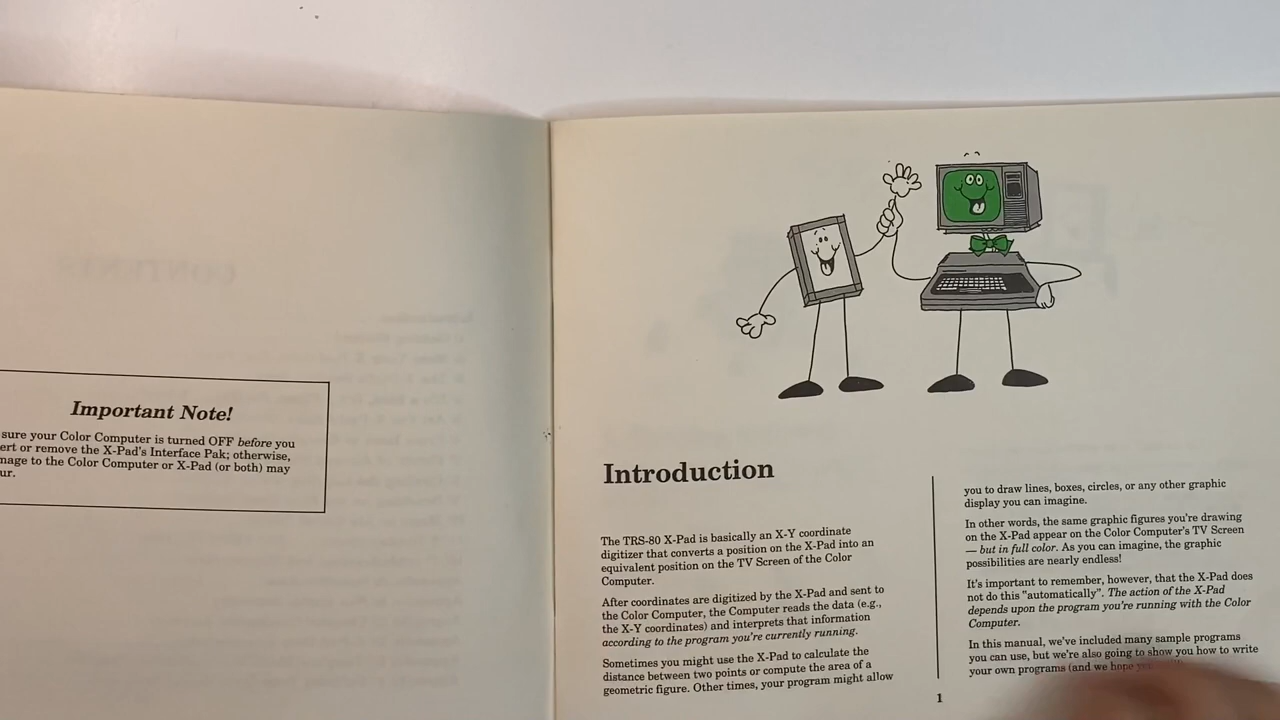 Important Note!
sure your Color Computer is turned OFF before you
ert or remove the X-Pad's Interface Pak; otherwise,
mage to the Color Computer or X-Pad (or both) may
ur.
Introduction
The TRS-80 X-Pad is basically an X-Y coordinate
digitizer that converts a position on the X-Pad into an
equivalent position on the TV Screen of the Color
Computer.
After coordinates are digitized by the X-Pad and sent to
the Color Computer, the Computer reads the data (e.g.,
the X-Y coordinates) and interprets that information
according to the program you're currently running.
Sometimes you might use the X-Pad to calculate the
distance between two points or compute the area of a
geometric figure. Other times, your program might allow
you to draw lines, boxes, circles, or any other graphic
display you can imagine.
In other words, the same graphic figures you're drawing
on the X-Pad appear on the Color Computer's TV Screen
— but in full color. As you can imagine, the graphic
possibilities are nearly endless!
It's important to remember, however, that the X-Pad does
not do this "automatically". The action of the X-Pad
depends upon the program you're running with the Color
Computer.
In this manual, we've included many sample programs
you can use, but we're also going to show you how to write
your own programs (and we hope
1